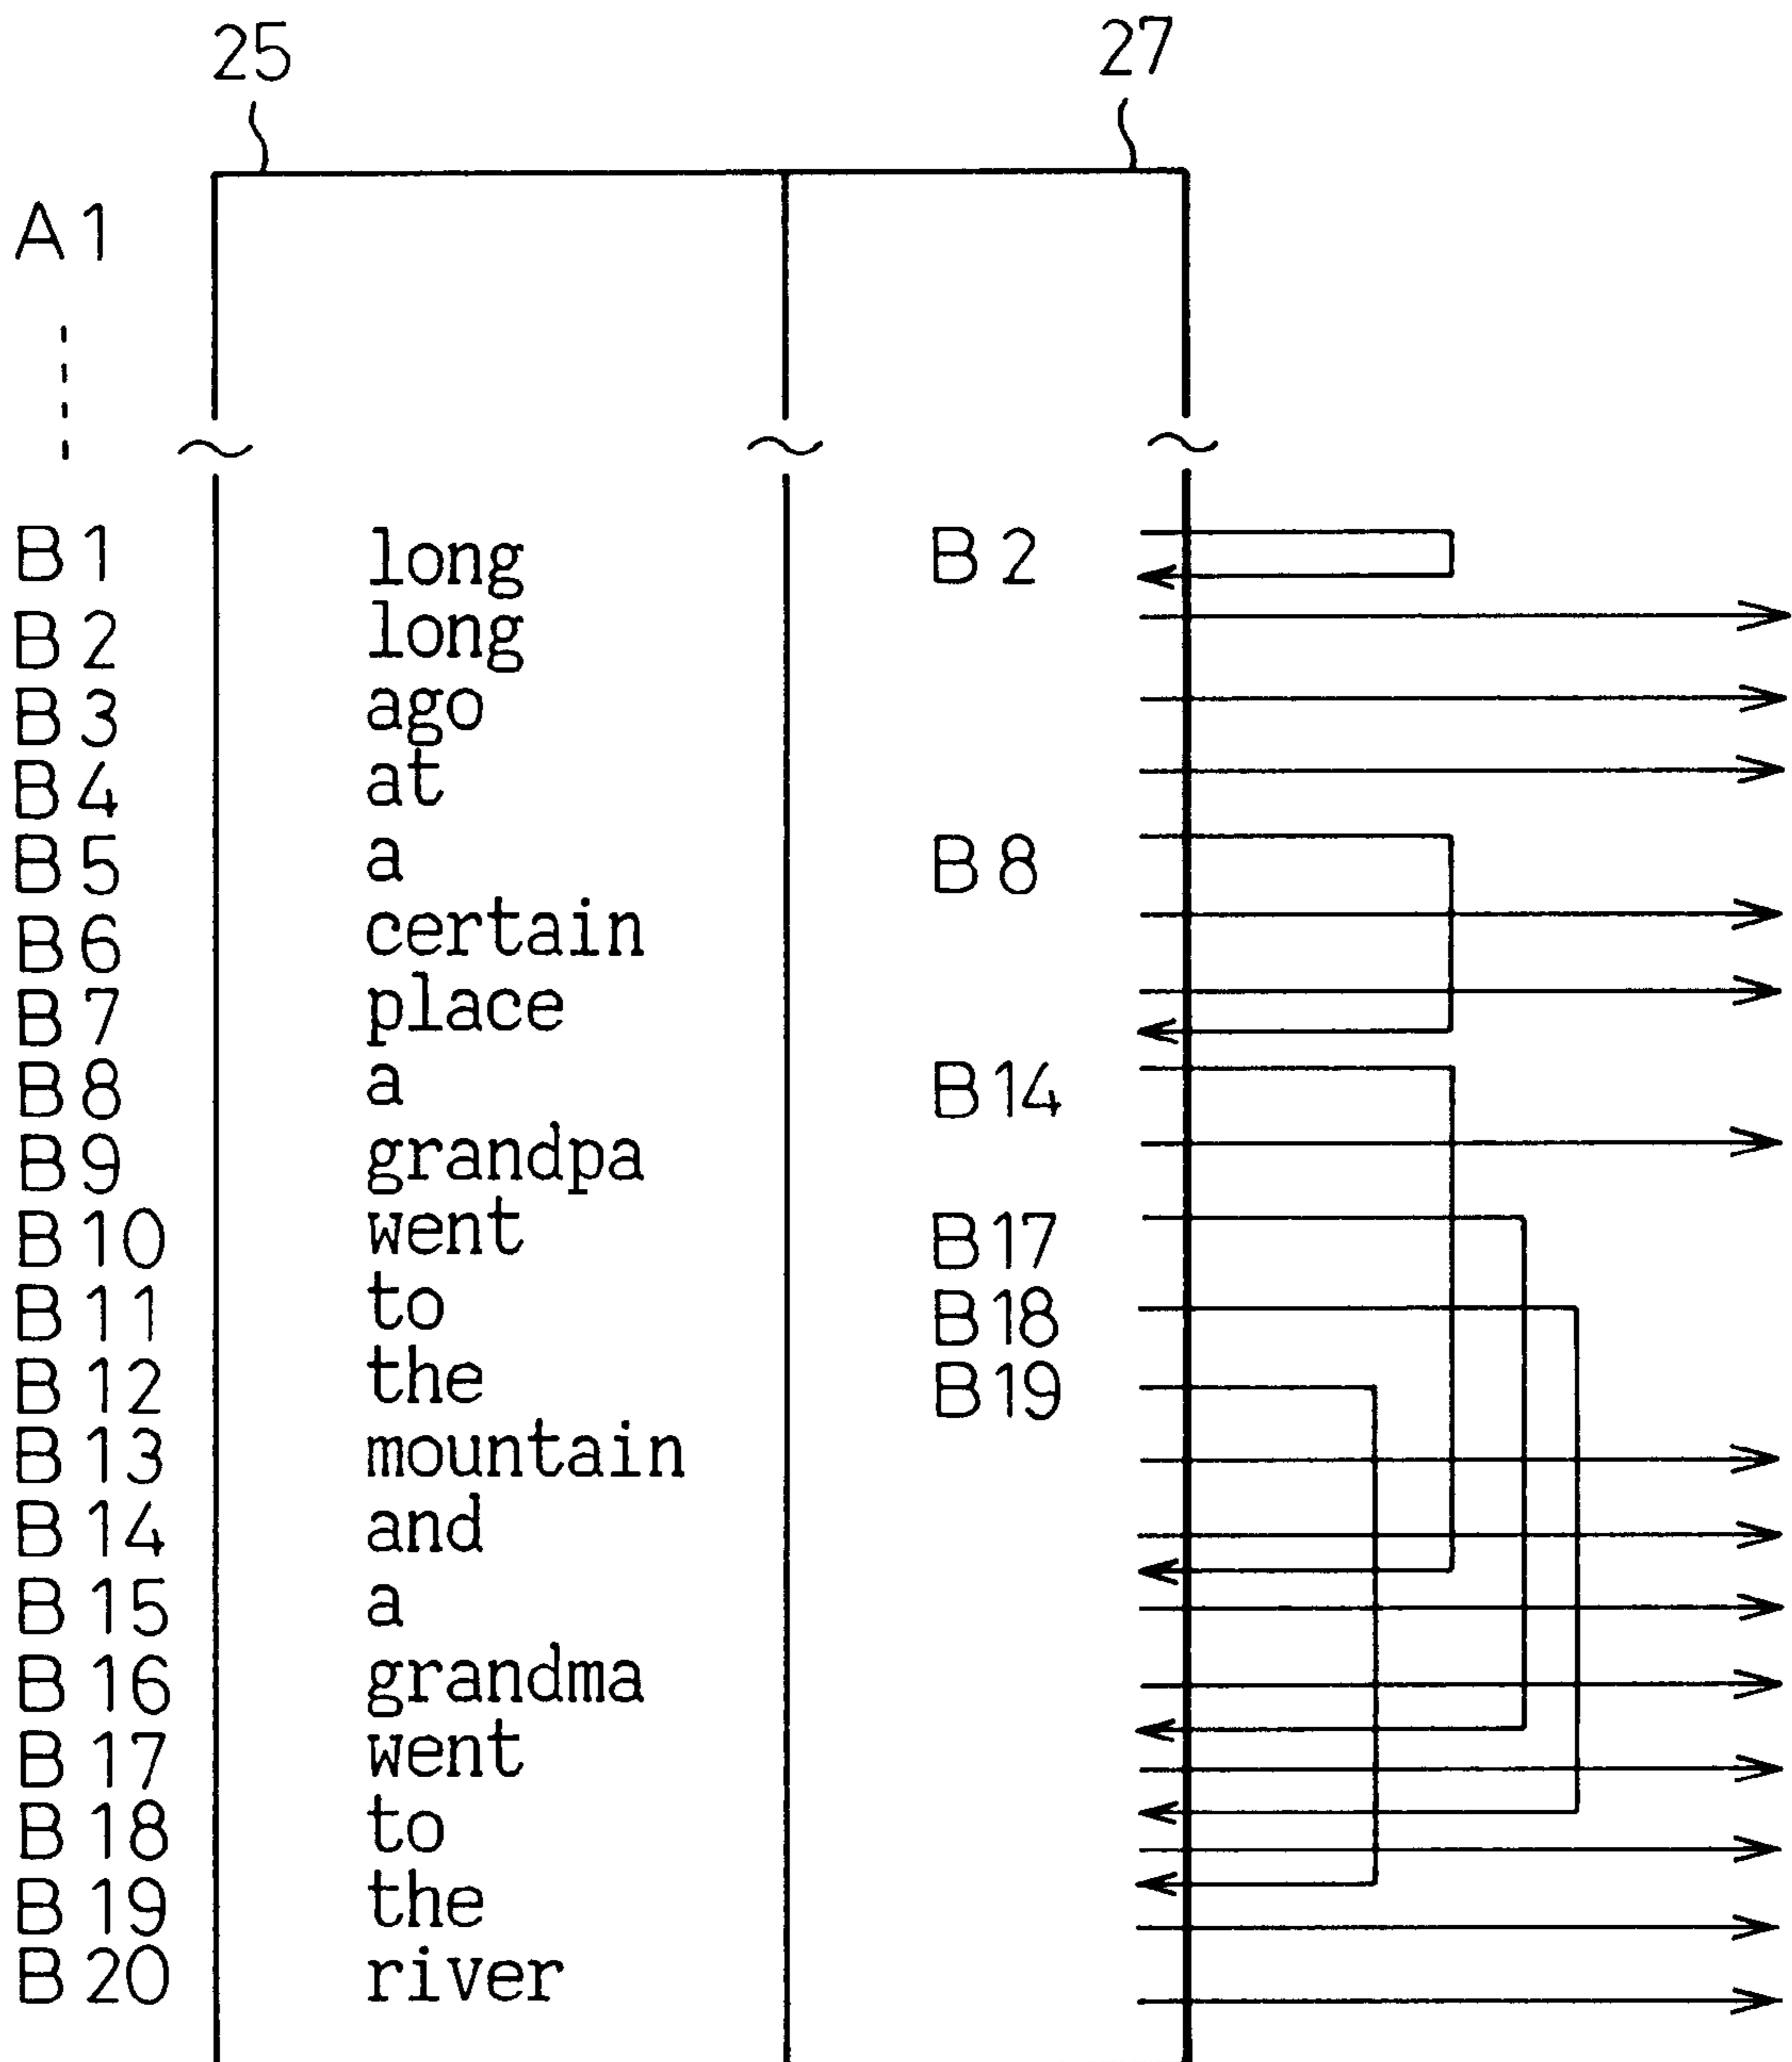 25 27
A1
B1 long B2
B2 long
B3 ago
B4 at
B5 a B8
B6 certain
B7 place
B8 a B14
B9 grandpa
B10 went B17
B11 to B18
B12 the B19
B13 mountain
B14 and
B15 a
B16 grandma
B17 went
B18 to
B19 the
B20 river